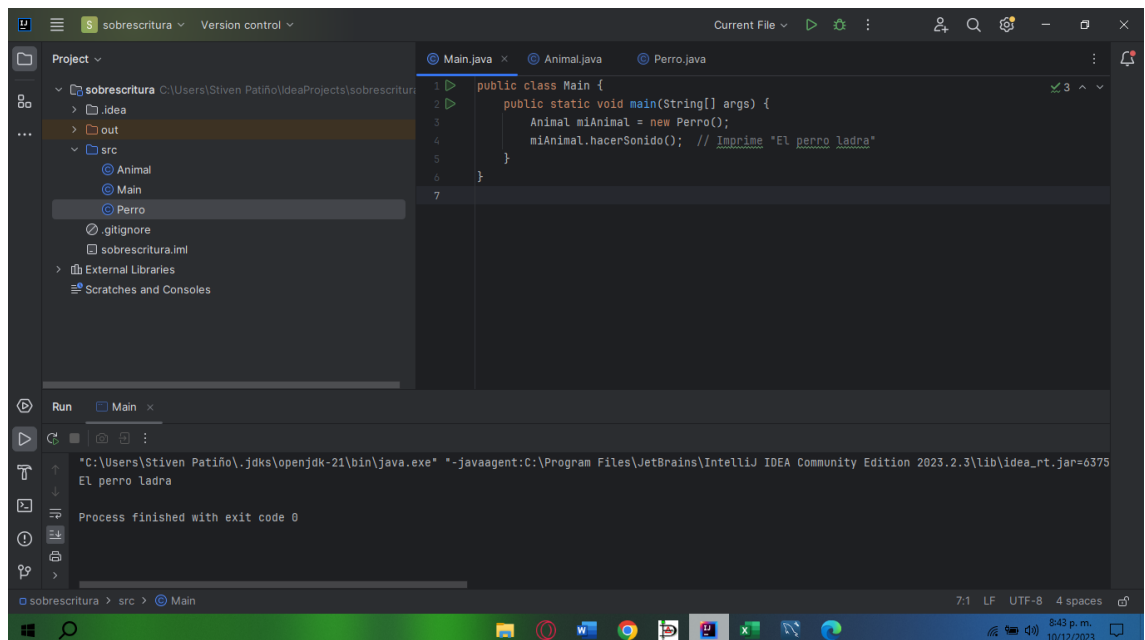 S sobrescritura Version control Current File
Project
Main.java Animal.java Perro.java
sobrescritura C:\Users\Stiven Patiño\IdeaProjects\sobrescritura
.idea
out
src
Animal
Main
Perro
.gitignore
sobrescritura.iml
External Libraries
Scratches and Consoles
1 public class Main {
2 public static void main(String[] args) {
3 Animal miAnimal = new Perro();
4 miAnimal.hacerSonido(); // Imprime "El perro ladra"
5 }
6 }
7
3
Run Main
"C:\Users\Stiven Patiño\.jdks\openjdk-21\bin\java.exe" "-javaagent:C:\Program Files\JetBrains\IntelliJ IDEA Community Edition 2023.2.3\lib\idea_rt.jar=6375
El perro ladra
Process finished with exit code 0
sobrescritura > src > Main 7:1 LF UTF-8 4 spaces
8:43 p. m.
10/12/2023